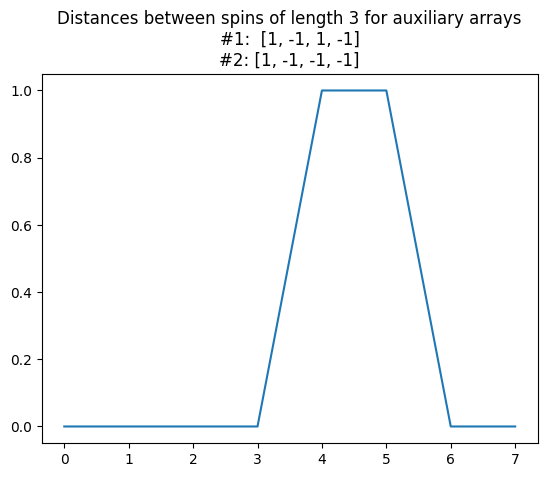 Distances between spins of length 3 for auxiliary arrays
#1:  [1, -1, 1, -1]
#2: [1, -1, -1, -1]
1.0
0.8
0.6
0.4
0.2
0.0
0 1 2 3 4 5 6 7